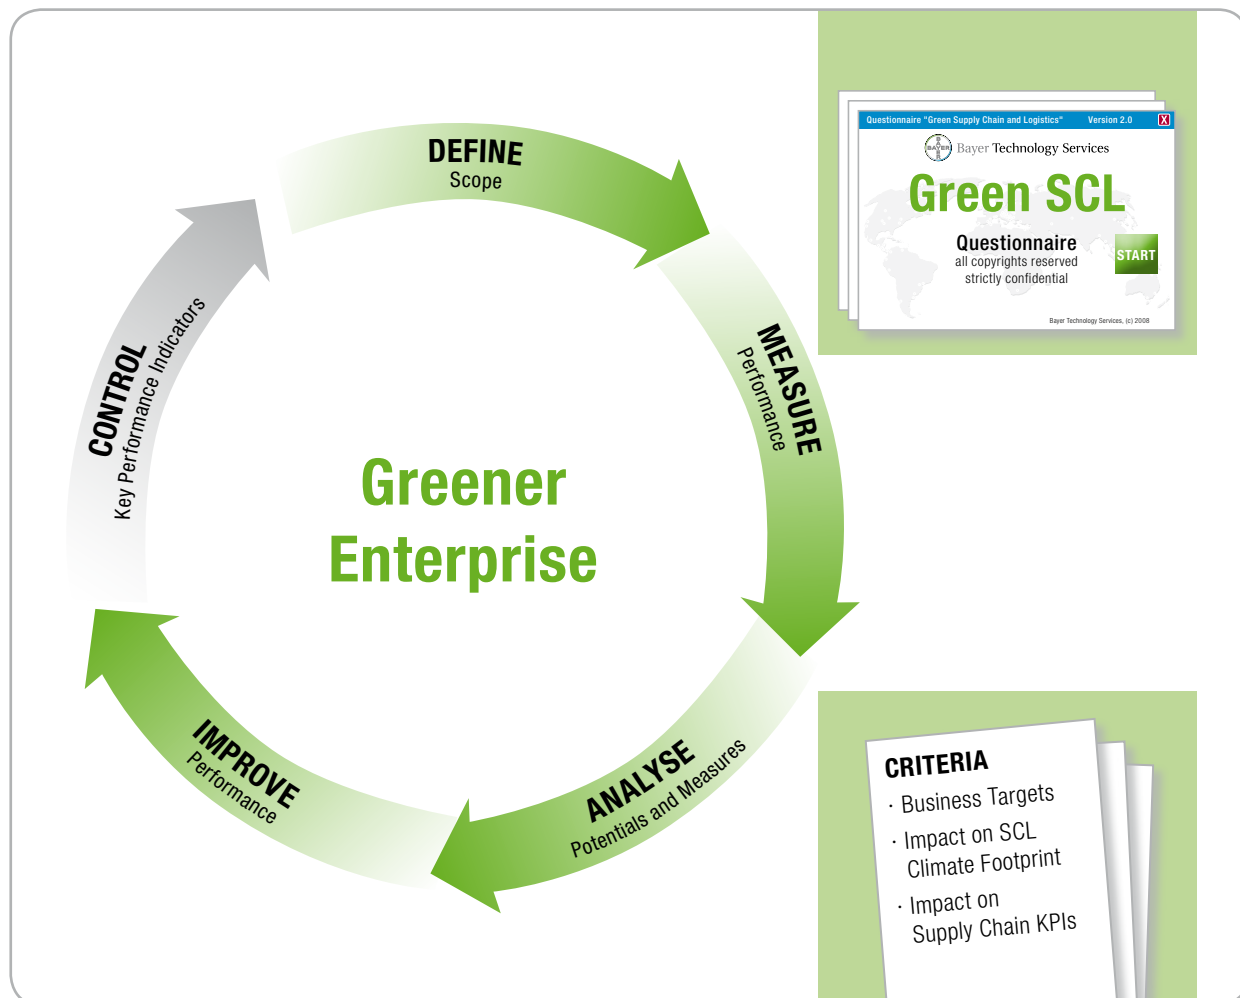 DEFINE
Scope
MEASURE
Performance
ANALYSE
Potentials and Measures
IMPROVE
Performance
CONTROL
Key Performance Indicators
Greener
Enterprise
Questionnaire "Green Supply Chain and Logistics" Version 2.0 X
BAYER Bayer Technology Services
Green SCL
Questionnaire
all copyrights reserved
strictly confidential
START
Bayer Technology Services, (c) 2008
CRITERIA
· Business Targets
· Impact on SCL
Climate Footprint
· Impact on
Supply Chain KPIs